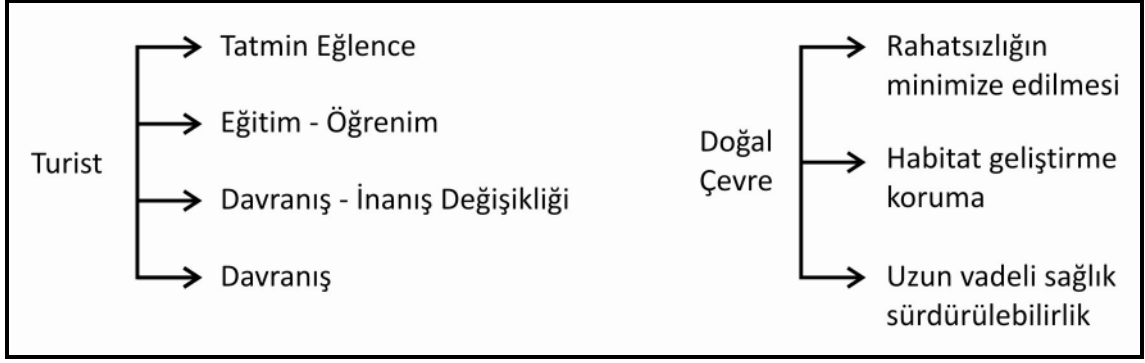 Turist
Tatmin Eğlence
Eğitim - Öğrenim
Davranış - İnanış Değişikliği
Davranış
Doğal
Çevre
Rahatsızlığın
minimize edilmesi
Habitat geliştirme
koruma
Uzun vadeli sağlık
sürdürülebilirlik